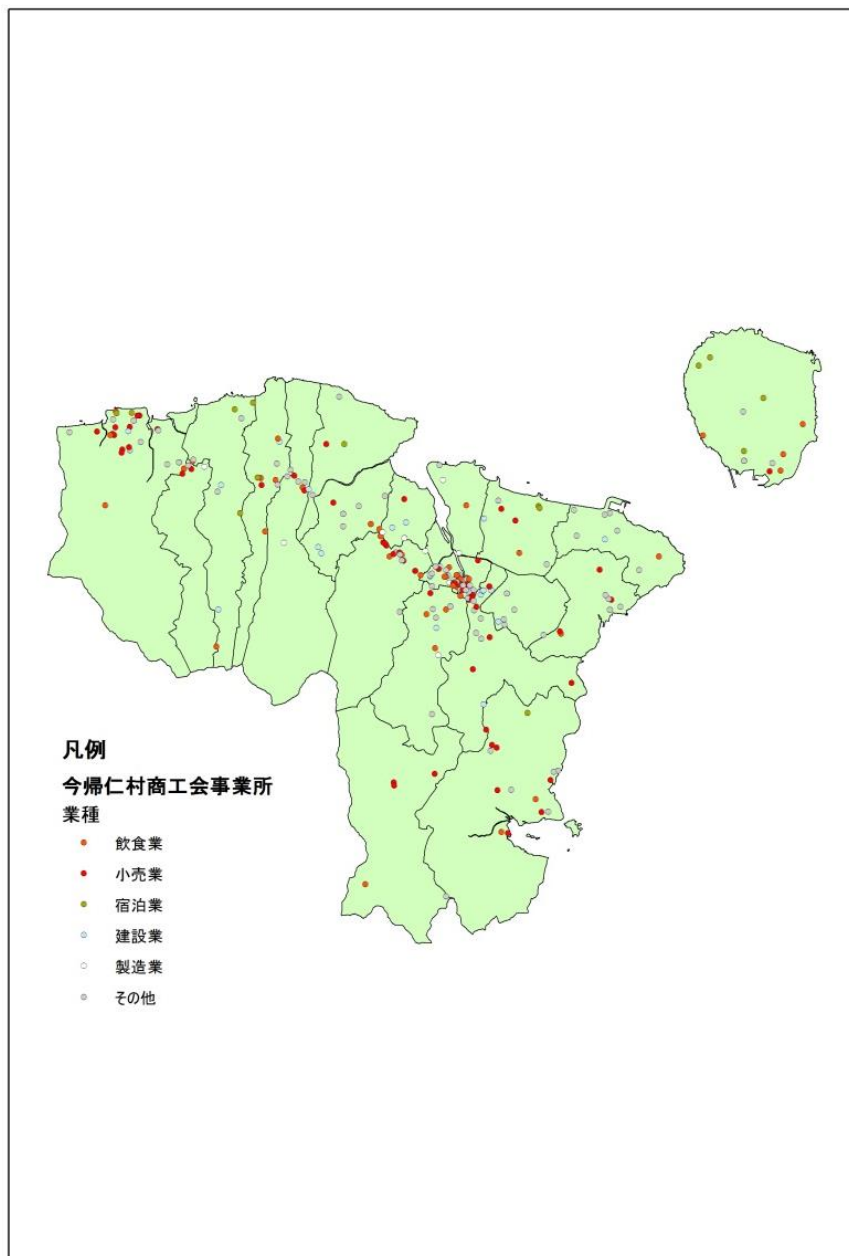 凡例
今帰仁村商工会事業所
業種
飲食業
小売業
宿泊業
建設業
製造業
その他